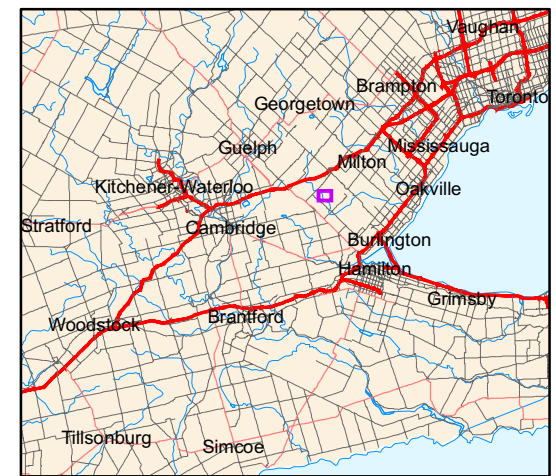 Vaughan
Brampton
Toronto
Georgetown
Guelph
Mississauga
Milton
Kitchener-Waterloo
Oakville
Stratford
Cambridge
Burlington
Hamilton
Grimsby
Brantford
Woodstock
Tillsonburg
Simcoe